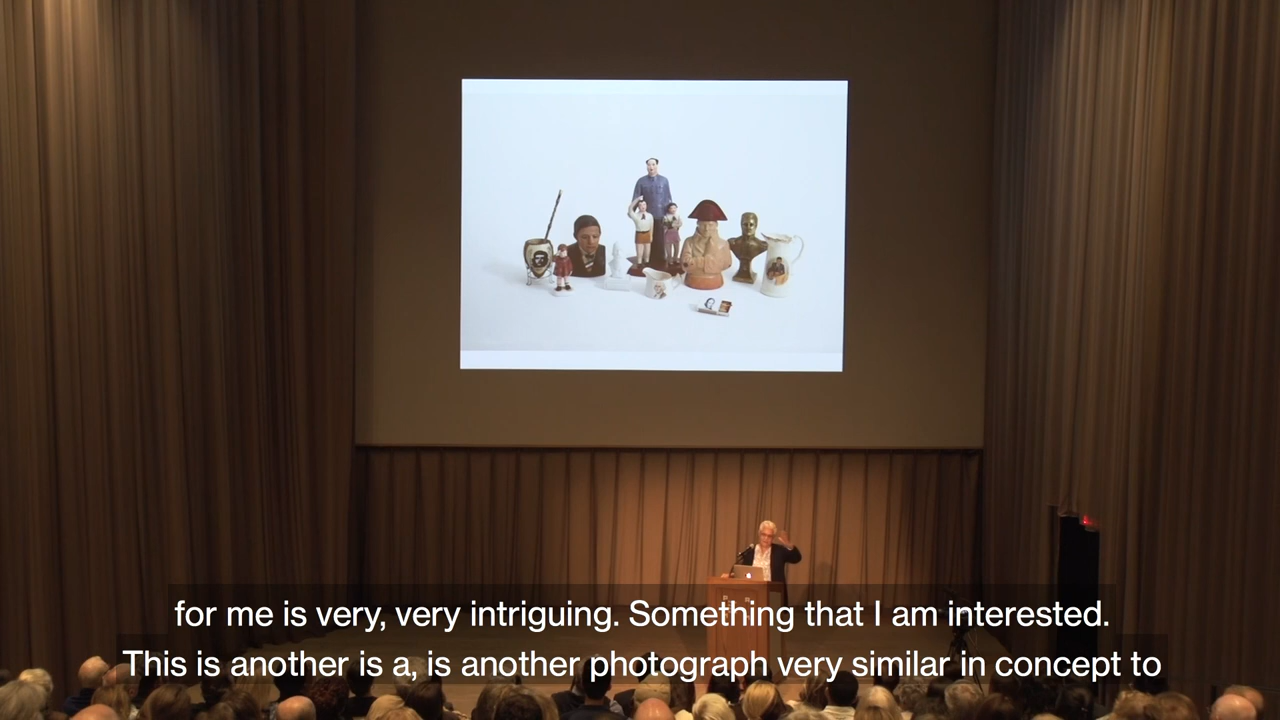 for me is very, very intriguing. Something that I am interested.
This is another is a, is another photograph very similar in concept to